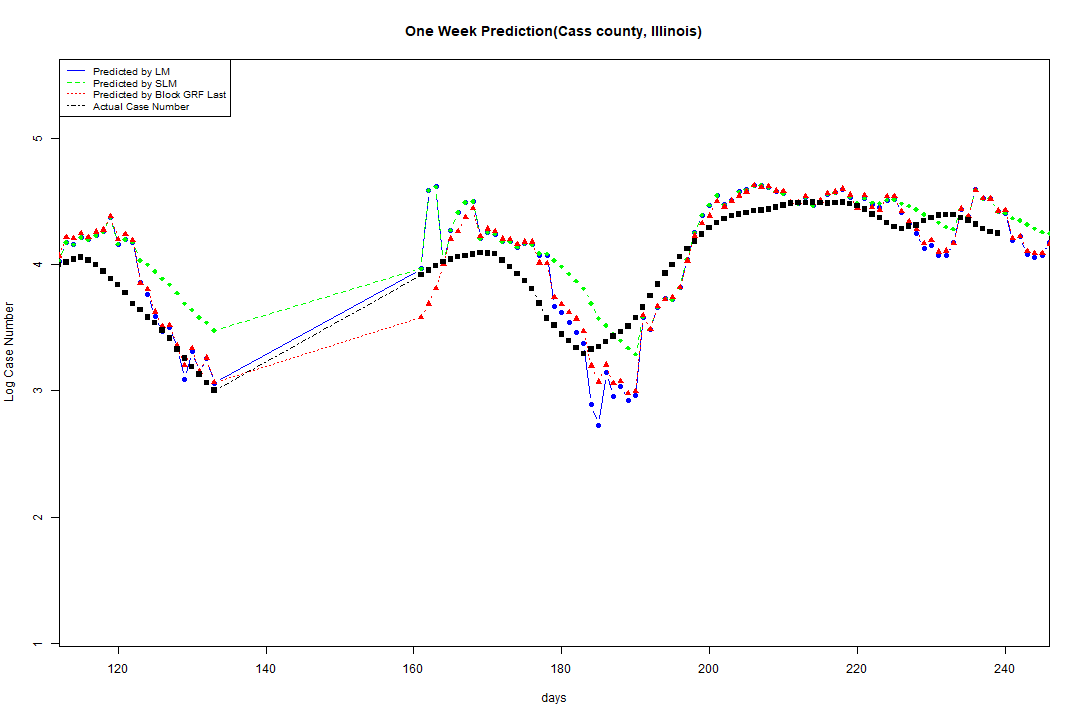 One Week Prediction(Cass county, Illinois)
Predicted by LM
Predicted by SLM
Predicted by Block GRF Last
Actual Case Number
5
4
3
2
1
Log Case Number
120 140 160 180 200 220 240
days